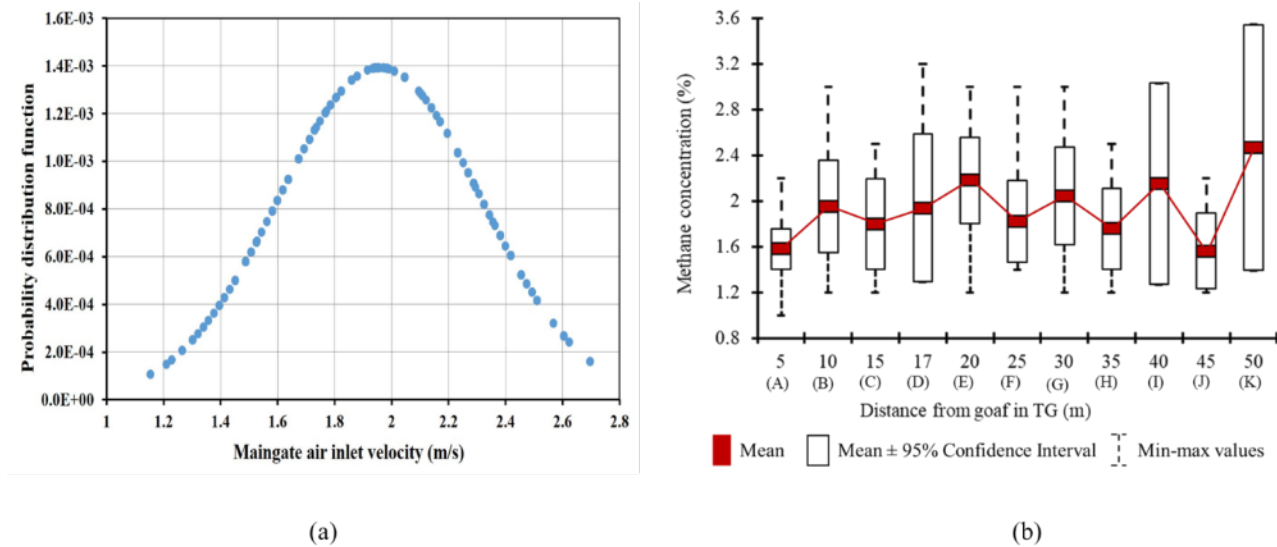 1.6E-03
1.4E-03
1.2E-03
1.0E-03
8.0E-04
6.0E-04
4.0E-04
2.0E-04
0.0E+00
Probability distribution function
1 1.2 1.4 1.6 1.8 2 2.2 2.4 2.6 2.8
Maingate air inlet velocity (m/s)
(a)
3.6
3.2
2.8
2.4
2
1.6
1.2
0.8
Methane concentration (%)
5 10 15 17 20 25 30 35 40 45 50
(A) (B) (C) (D) (E) (F) (G) (H) (I) (J) (K)
Distance from goaf in TG (m)
Mean Mean ± 95% Confidence Interval Min-max values
(b)